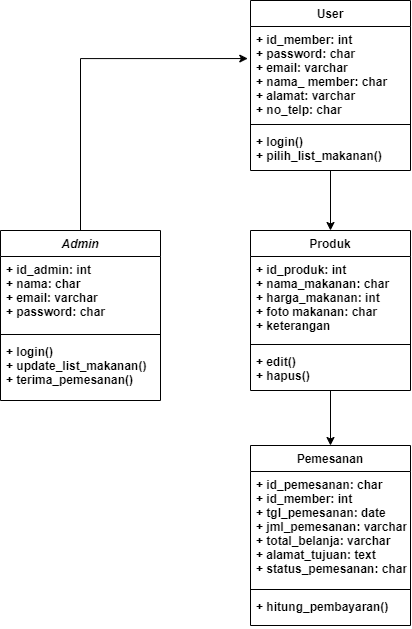 User
+ id_member: int
+ password: char
+ email: varchar
+ nama_ member: char
+ alamat: varchar
+ no_telp: char
+ login()
+ pilih_list_makanan()
Admin
+ id_admin: int
+ nama: char
+ email: varchar
+ password: char
+ login()
+ update_list_makanan()
+ terima_pemesanan()
Produk
+ id_produk: int
+ nama_makanan: char
+ harga_makanan: int
+ foto makanan: char
+ keterangan
+ edit()
+ hapus()
Pemesanan
+ id_pemesanan: char
+ id_member: int
+ tgl_pemesanan: date
+ jml_pemesanan: varchar
+ total_belanja: varchar
+ alamat_tujuan: text
+ status_pemesanan: char
+ hitung_pembayaran()